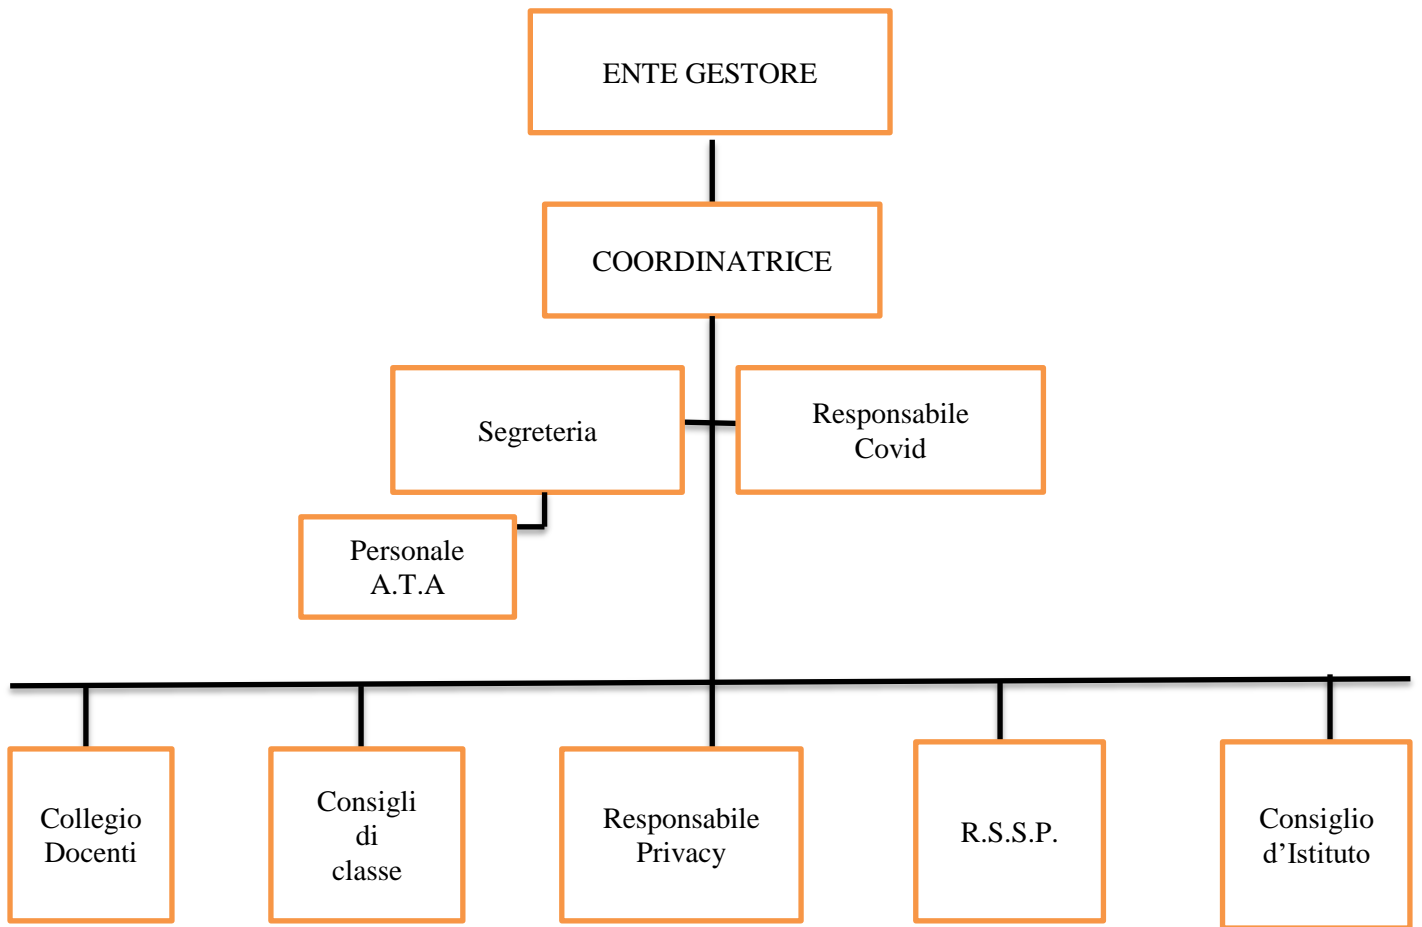 ENTE GESTORE
COORDINATRICE
Segreteria
Responsabile
Covid
Personale
A.T.A
Collegio
Docenti
Consigli
di
classe
Responsabile
Privacy
R.S.S.P.
Consiglio
d’Istituto